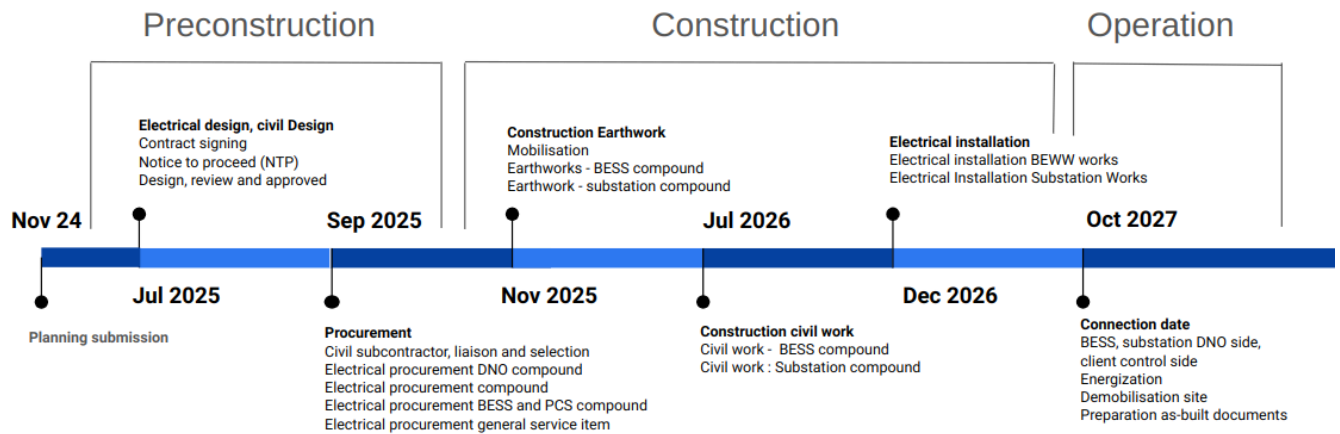 Preconstruction
Construction
Operation
Electrical design, civil Design
Contract signing
Notice to proceed (NTP)
Design, review and approved
Construction Earthwork
Mobilisation
Earthworks - BESS compound
Earthwork - substation compound
Electrical installation
Electrical installation BEWW works
Electrical Installation Substation Works
Nov 24
Sep 2025
Jul 2026
Oct 2027
Jul 2025
Nov 2025
Dec 2026
Planning submission
Procurement
Civil subcontractor, liaison and selection
Electrical procurement DNO compound
Electrical procurement compound
Electrical procurement BESS and PCS compound
Electrical procurement general service item
Construction civil work
Civil work - BESS compound
Civil work : Substation compound
Connection date
BESS, substation DNO side,
client control side
Energization
Demobilisation site
Preparation as-built documents